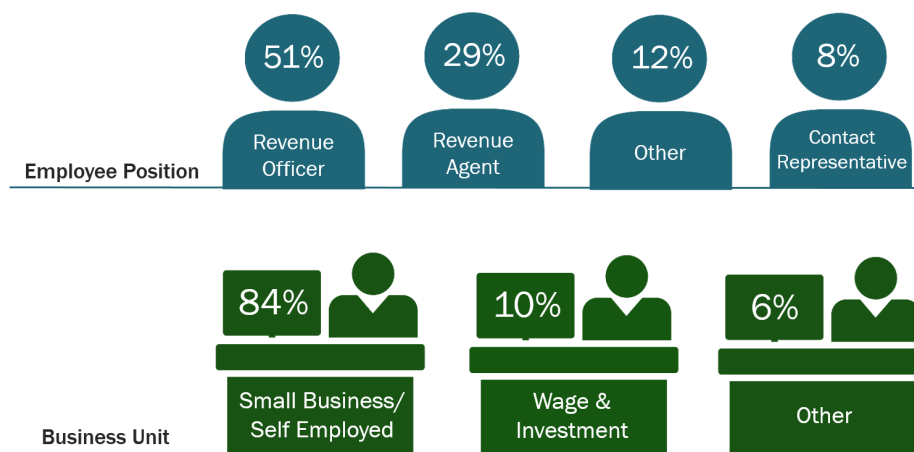 51%
29%
12%
8%
Revenue
Officer
Revenue
Agent
Other
Contact
Representative
Employee Position
84%
10%
6%
Small Business/
Self Employed
Wage &
Investment
Other
Business Unit